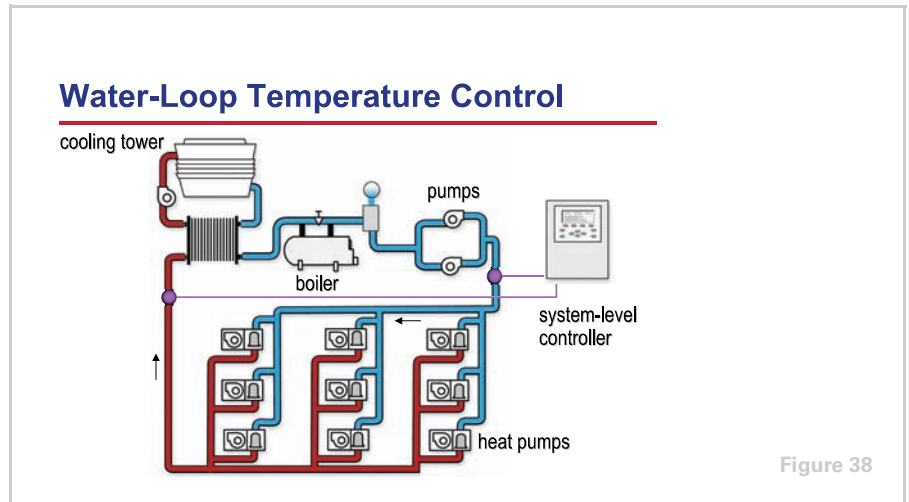 Water-Loop Temperature Control
cooling tower
pumps
boiler
system-level
controller
heat pumps
Figure 38